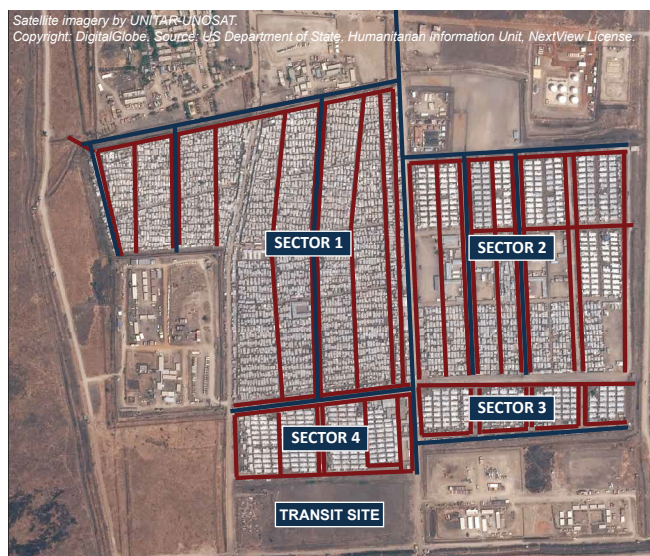 Satellite imagery by UNITAR-UNOSAT.
Copyright: DigitalGlobe. Source: US Department of State, Humanitarian Information Unit, NextView License.
SECTOR 1
SECTOR 2
SECTOR 3
SECTOR 4
TRANSIT SITE